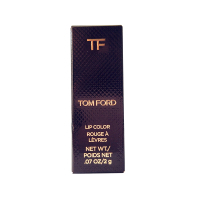 TF
TOM FORD
LIP COLOR
ROUGE À
LÈVRES
NET WT/
POIDS NET
.07 OZ/2 g